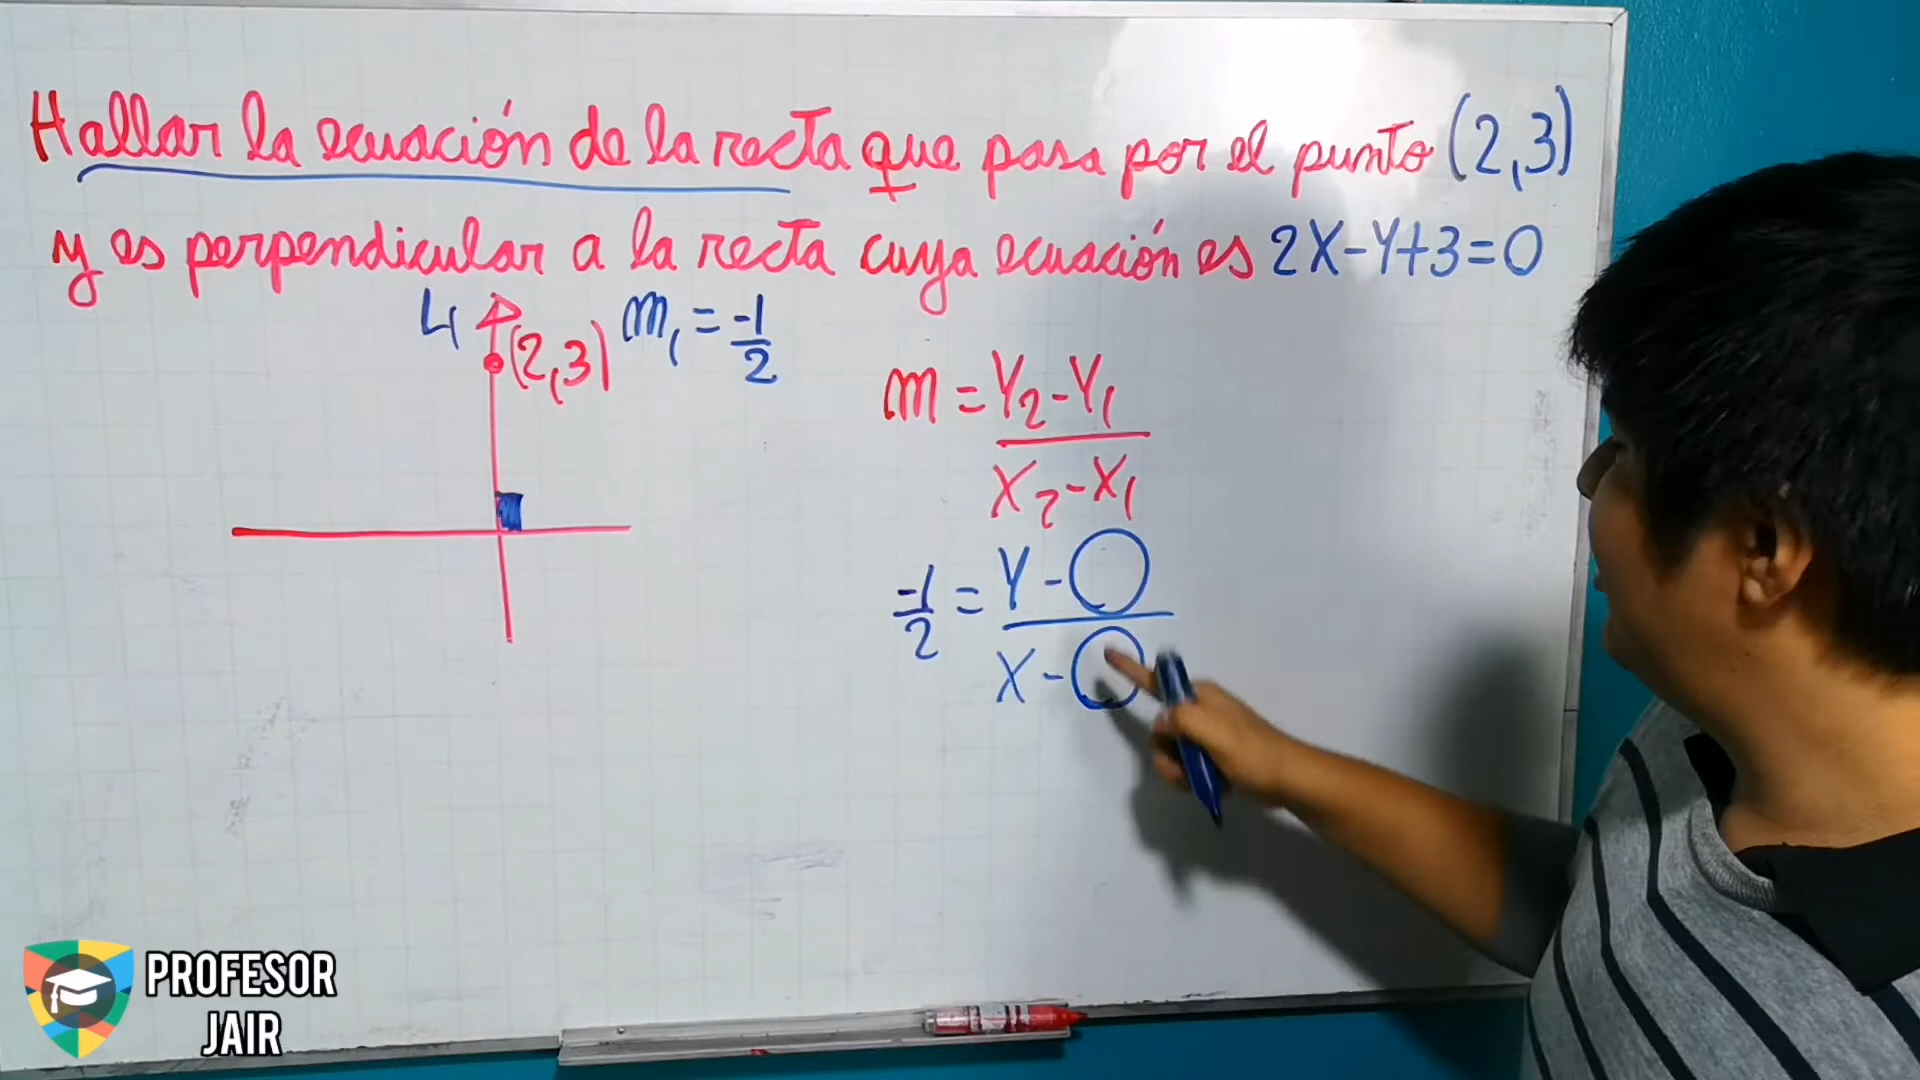 Hallar la ecuación de la recta que pasa por el punto (2,3)
y es perpendicular a la recta cuya ecuación es 2X-Y+3=0
L1 (2,3) m₁ = -1/2
m = Y₂-Y₁
X₂-X₁
-1/2 = Y-
X-
PROFESOR
JAIR